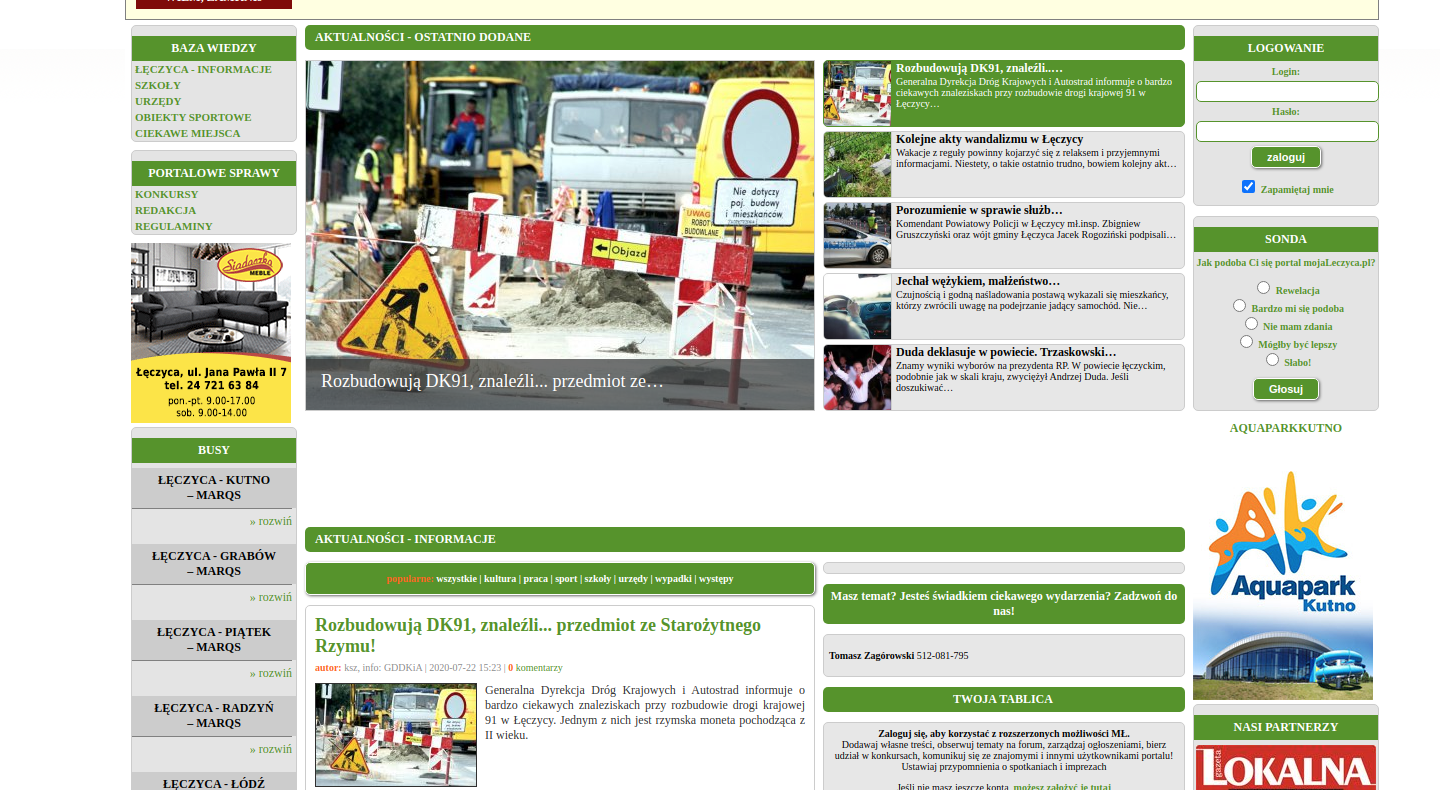 BAZA WIEDZY
ŁĘCZYCA - INFORMACJE
SZKOŁY
URZĘDY
OBIEKTY SPORTOWE
CIEKAWE MIEJSCA
PORTALOWE SPRAWY
KONKURSY
REDAKCJA
REGULAMINY
Siadaczka
MEBLE
Łęczyca, ul. Jana Pawła II 7
tel. 24 721 63 84
pon.-pt. 9.00-17.00
sob. 9.00-14.00
BUSY
ŁĘCZYCA - KUTNO
– MARQS
» rozwiń
ŁĘCZYCA - GRABÓW
– MARQS
» rozwiń
ŁĘCZYCA - PIĄTEK
– MARQS
» rozwiń
ŁĘCZYCA - RADZYŃ
– MARQS
» rozwiń
ŁĘCZYCA - ŁÓDŹ
AKTUALNOŚCI - OSTATNIO DODANE
Nie dotyczy
poj. budowy
i mieszkańców
UWAGA
ROBOTY
BUDOWLANE
Objazd
Rozbudowują DK91, znaleźli... przedmiot ze…
Rozbudowują DK91, znaleźli..…
Generalna Dyrekcja Dróg Krajowych i Autostrad informuje o bardzo
ciekawych znaleziskach przy rozbudowie drogi krajowej 91 w
Łęczycy…
Kolejne akty wandalizmu w Łęczycy
Wakacje z reguły powinny kojarzyć się z relaksem i przyjemnymi
informacjami. Niestety, o takie ostatnio trudno, bowiem kolejny akt…
Porozumienie w sprawie służb…
Komendant Powiatowy Policji w Łęczycy mł.insp. Zbigniew
Gruszczyński oraz wójt gminy Łęczyca Jacek Rogoziński podpisali…
Jechał wężykiem, małżeństwo…
Czujnością i godną naśladowania postawą wykazali się mieszkańcy,
którzy zwrócili uwagę na podejrzanie jadący samochód. Nie…
Duda deklasuje w powiecie. Trzaskowski…
Znamy wyniki wyborów na prezydenta RP. W powiecie łęczyckim,
podobnie jak w skali kraju, zwyciężył Andrzej Duda. Jeśli
doszukiwać…
AKTUALNOŚCI - INFORMACJE
popularne: wszystkie | kultura | praca | sport | szkoły | urzędy | wypadki | występy
Rozbudowują DK91, znaleźli... przedmiot ze Starożytnego
Rzymu!
autor: ksz, info: GDDKiA | 2020-07-22 15:23 | 0 komentarzy
Generalna Dyrekcja Dróg Krajowych i Autostrad informuje o
bardzo ciekawych znaleziskach przy rozbudowie drogi krajowej
91 w Łęczycy. Jednym z nich jest rzymska moneta pochodząca z
II wieku.
Masz temat? Jesteś świadkiem ciekawego wydarzenia? Zadzwoń do
nas!
Tomasz Zagórowski 512-081-795
TWOJA TABLICA
Zaloguj się, aby korzystać z rozszerzonych możliwości MŁ.
Dodawaj własne treści, obserwuj tematy na forum, zarządzaj ogłoszeniami, bierz
udział w konkursach, komunikuj się ze znajomymi i innymi użytkownikami portalu!
Ustawiaj przypomnienia o spotkaniach i imprezach
Jeśli nie masz jeszcze konta, możesz założyć je tutaj
LOGOWANIE
Login:
Hasło:
zaloguj
Zapamiętaj mnie
SONDA
Jak podoba Ci się portal mojaLeczyca.pl?
Rewelacja
Bardzo mi się podoba
Nie mam zdania
Mógłby być lepszy
Słabo!
Głosuj
AQUAPARKKUTNO
Aquapark
Kutno
NASI PARTNERZY
gazeta
LOKALNA